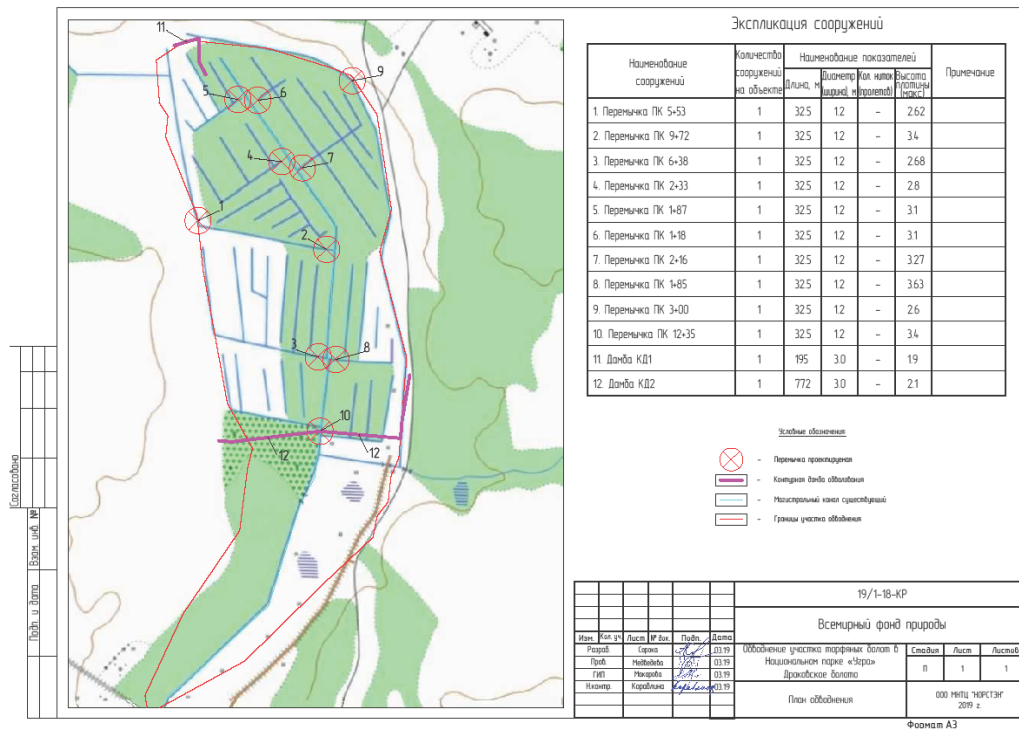 Экспликация сооружений
Наименование сооружений
Количество сооружений на объекте
Наименование показателей
Примечание
Длина, м
Диаметр (ширина), м
Кол. ниток (пролетов)
Высота плотины (макс)
1. Перемычка ПК 5+53 1 32.5 1.2 – 2.62
2. Перемычка ПК 9+72 1 32.5 1.2 – 3.4
3. Перемычка ПК 6+38 1 32.5 1.2 – 2.68
4. Перемычка ПК 2+33 1 32.5 1.2 – 2.8
5. Перемычка ПК 1+87 1 32.5 1.2 – 3.1
6. Перемычка ПК 1+18 1 32.5 1.2 – 3.1
7. Перемычка ПК 2+16 1 32.5 1.2 – 3.27
8. Перемычка ПК 1+85 1 32.5 1.2 – 3.63
9. Перемычка ПК 3+00 1 32.5 1.2 – 2.6
10. Перемычка ПК 12+35 1 32.5 1.2 – 3.4
11. Дамба КД1 1 195 3.0 – 1.9
12. Дамба КД2 1 772 3.0 – 2.1
Условные обозначения
- Перемычка проектируемая
- Контурная дамба обвалования
- Магистральный канал существующий
- Границы участка обводнения
11
9
5
6
4
7
1
2
3
8
10
12
12
Согласовано
Взам. инв. №
Подп. и дата
19/1-18-КР
Всемирный фонд природы
Изм. Кол. уч. Лист № док. Подп. Дата
Разраб. Сорока 03.19
Пров. Медведева 03.19
ГИП Макарова 03.19
Н.контр. Караблина 03.19
Обводнение участка торфяных болот в
Национальном парке «Угра»
Драковское болото
Стадия Лист Листов
П 1 1
План обводнения
ООО МНТЦ "НОРСТЭН"
2019 г.
Формат А3